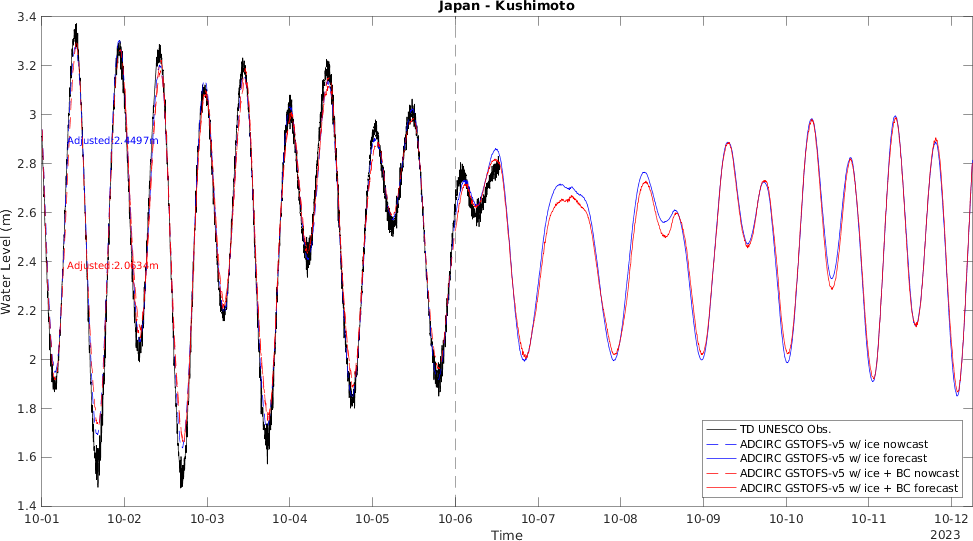 Japan - Kushimoto
3.4
3.2
3
2.8
2.6
2.4
2.2
2
1.8
1.6
1.4
Water Level (m)
Adjusted:2.4497m
Adjusted:2.0634m
TD UNESCO Obs.
ADCIRC GSTOFS-v5 w/ ice nowcast
ADCIRC GSTOFS-v5 w/ ice forecast
ADCIRC GSTOFS-v5 w/ ice + BC nowcast
ADCIRC GSTOFS-v5 w/ ice + BC forecast
10-01 10-02 10-03 10-04 10-05 10-06 10-07 10-08 10-09 10-10 10-11 10-12
2023
Time